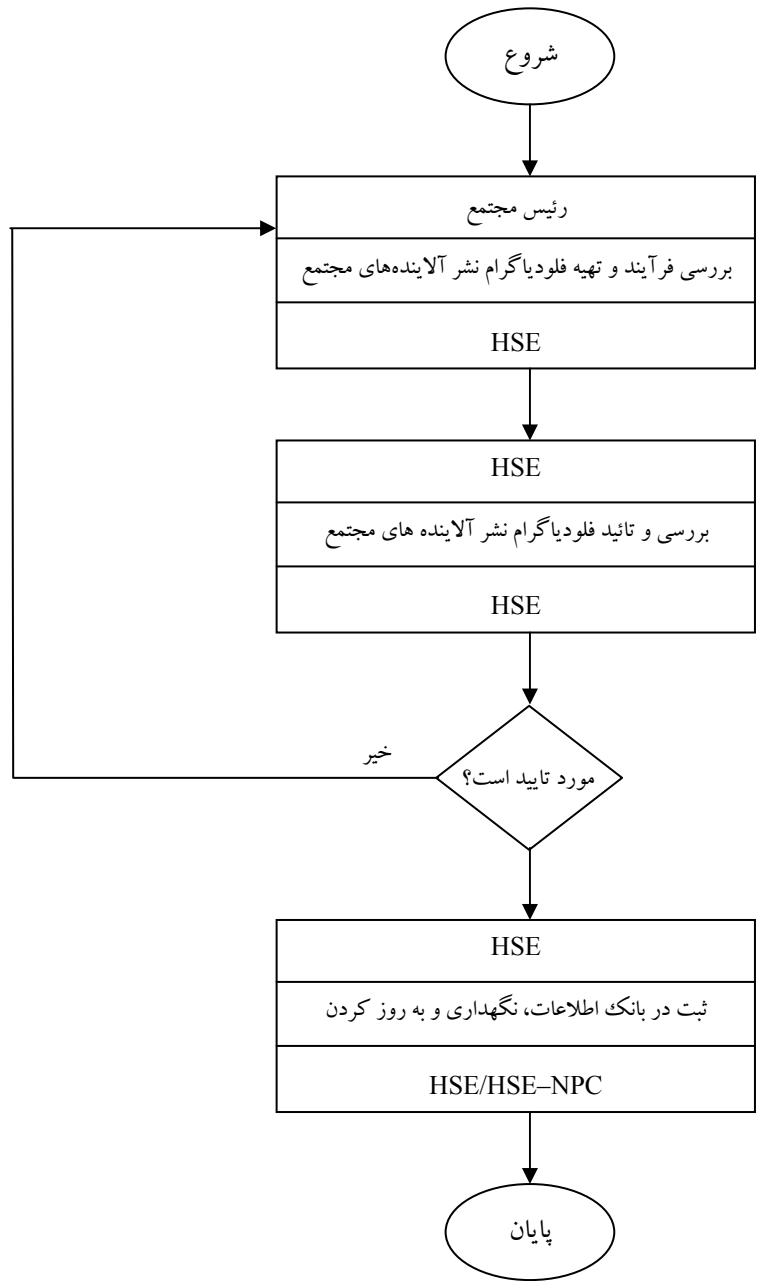 شروع
رئیس مجتمع
بررسی فرآیند و تهیه فلودیاگرام نشر آلاینده‌های مجتمع
HSE
HSE
بررسی و تائید فلودیاگرام نشر آلاینده های مجتمع
HSE
مورد تایید است؟
خیر
HSE
ثبت در بانک اطلاعات، نگهداری و به روز کردن
HSE/HSE–NPC
پایان